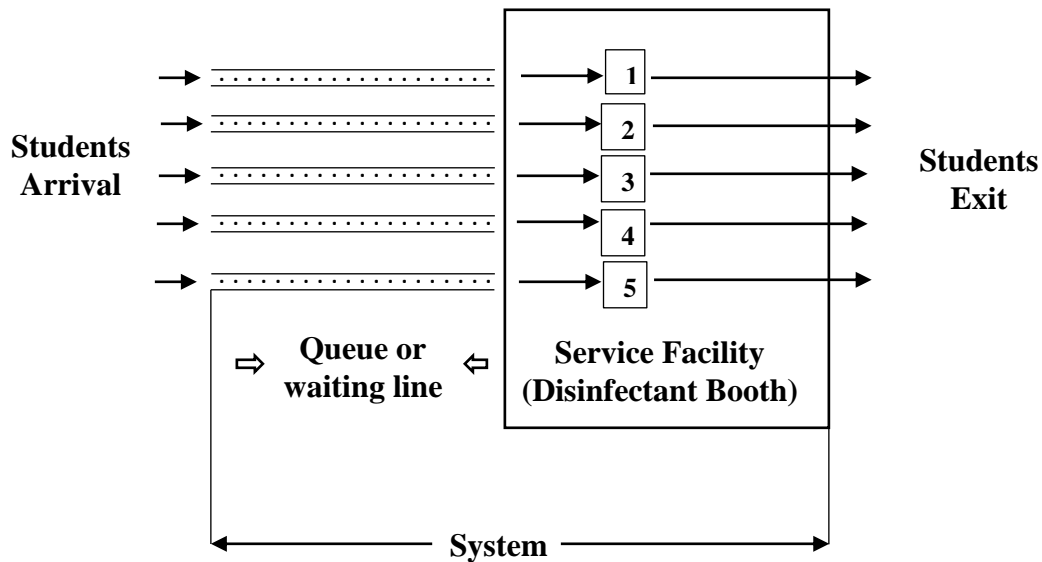 Students
Arrival
1
2
3
4
5
Students
Exit
Queue or
waiting line
Service Facility
(Disinfectant Booth)
System